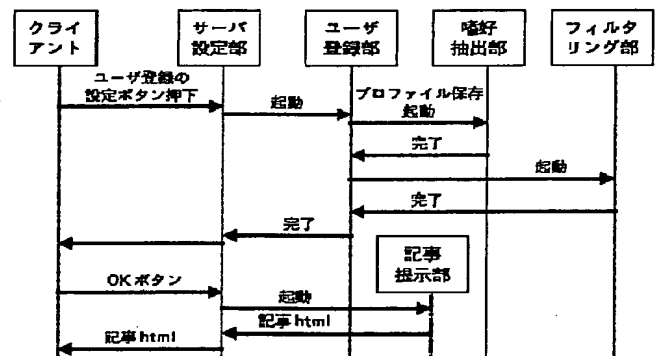 クライ
アント
サーバ
設定部
ユーザ
登録部
嗜好
抽出部
フィルタ
リング部
ユーザ登録の
設定ボタン押下
起動
プロファイル保存
起動
完了
起動
完了
完了
記事
提示部
OKボタン
起動
記事html
記事html